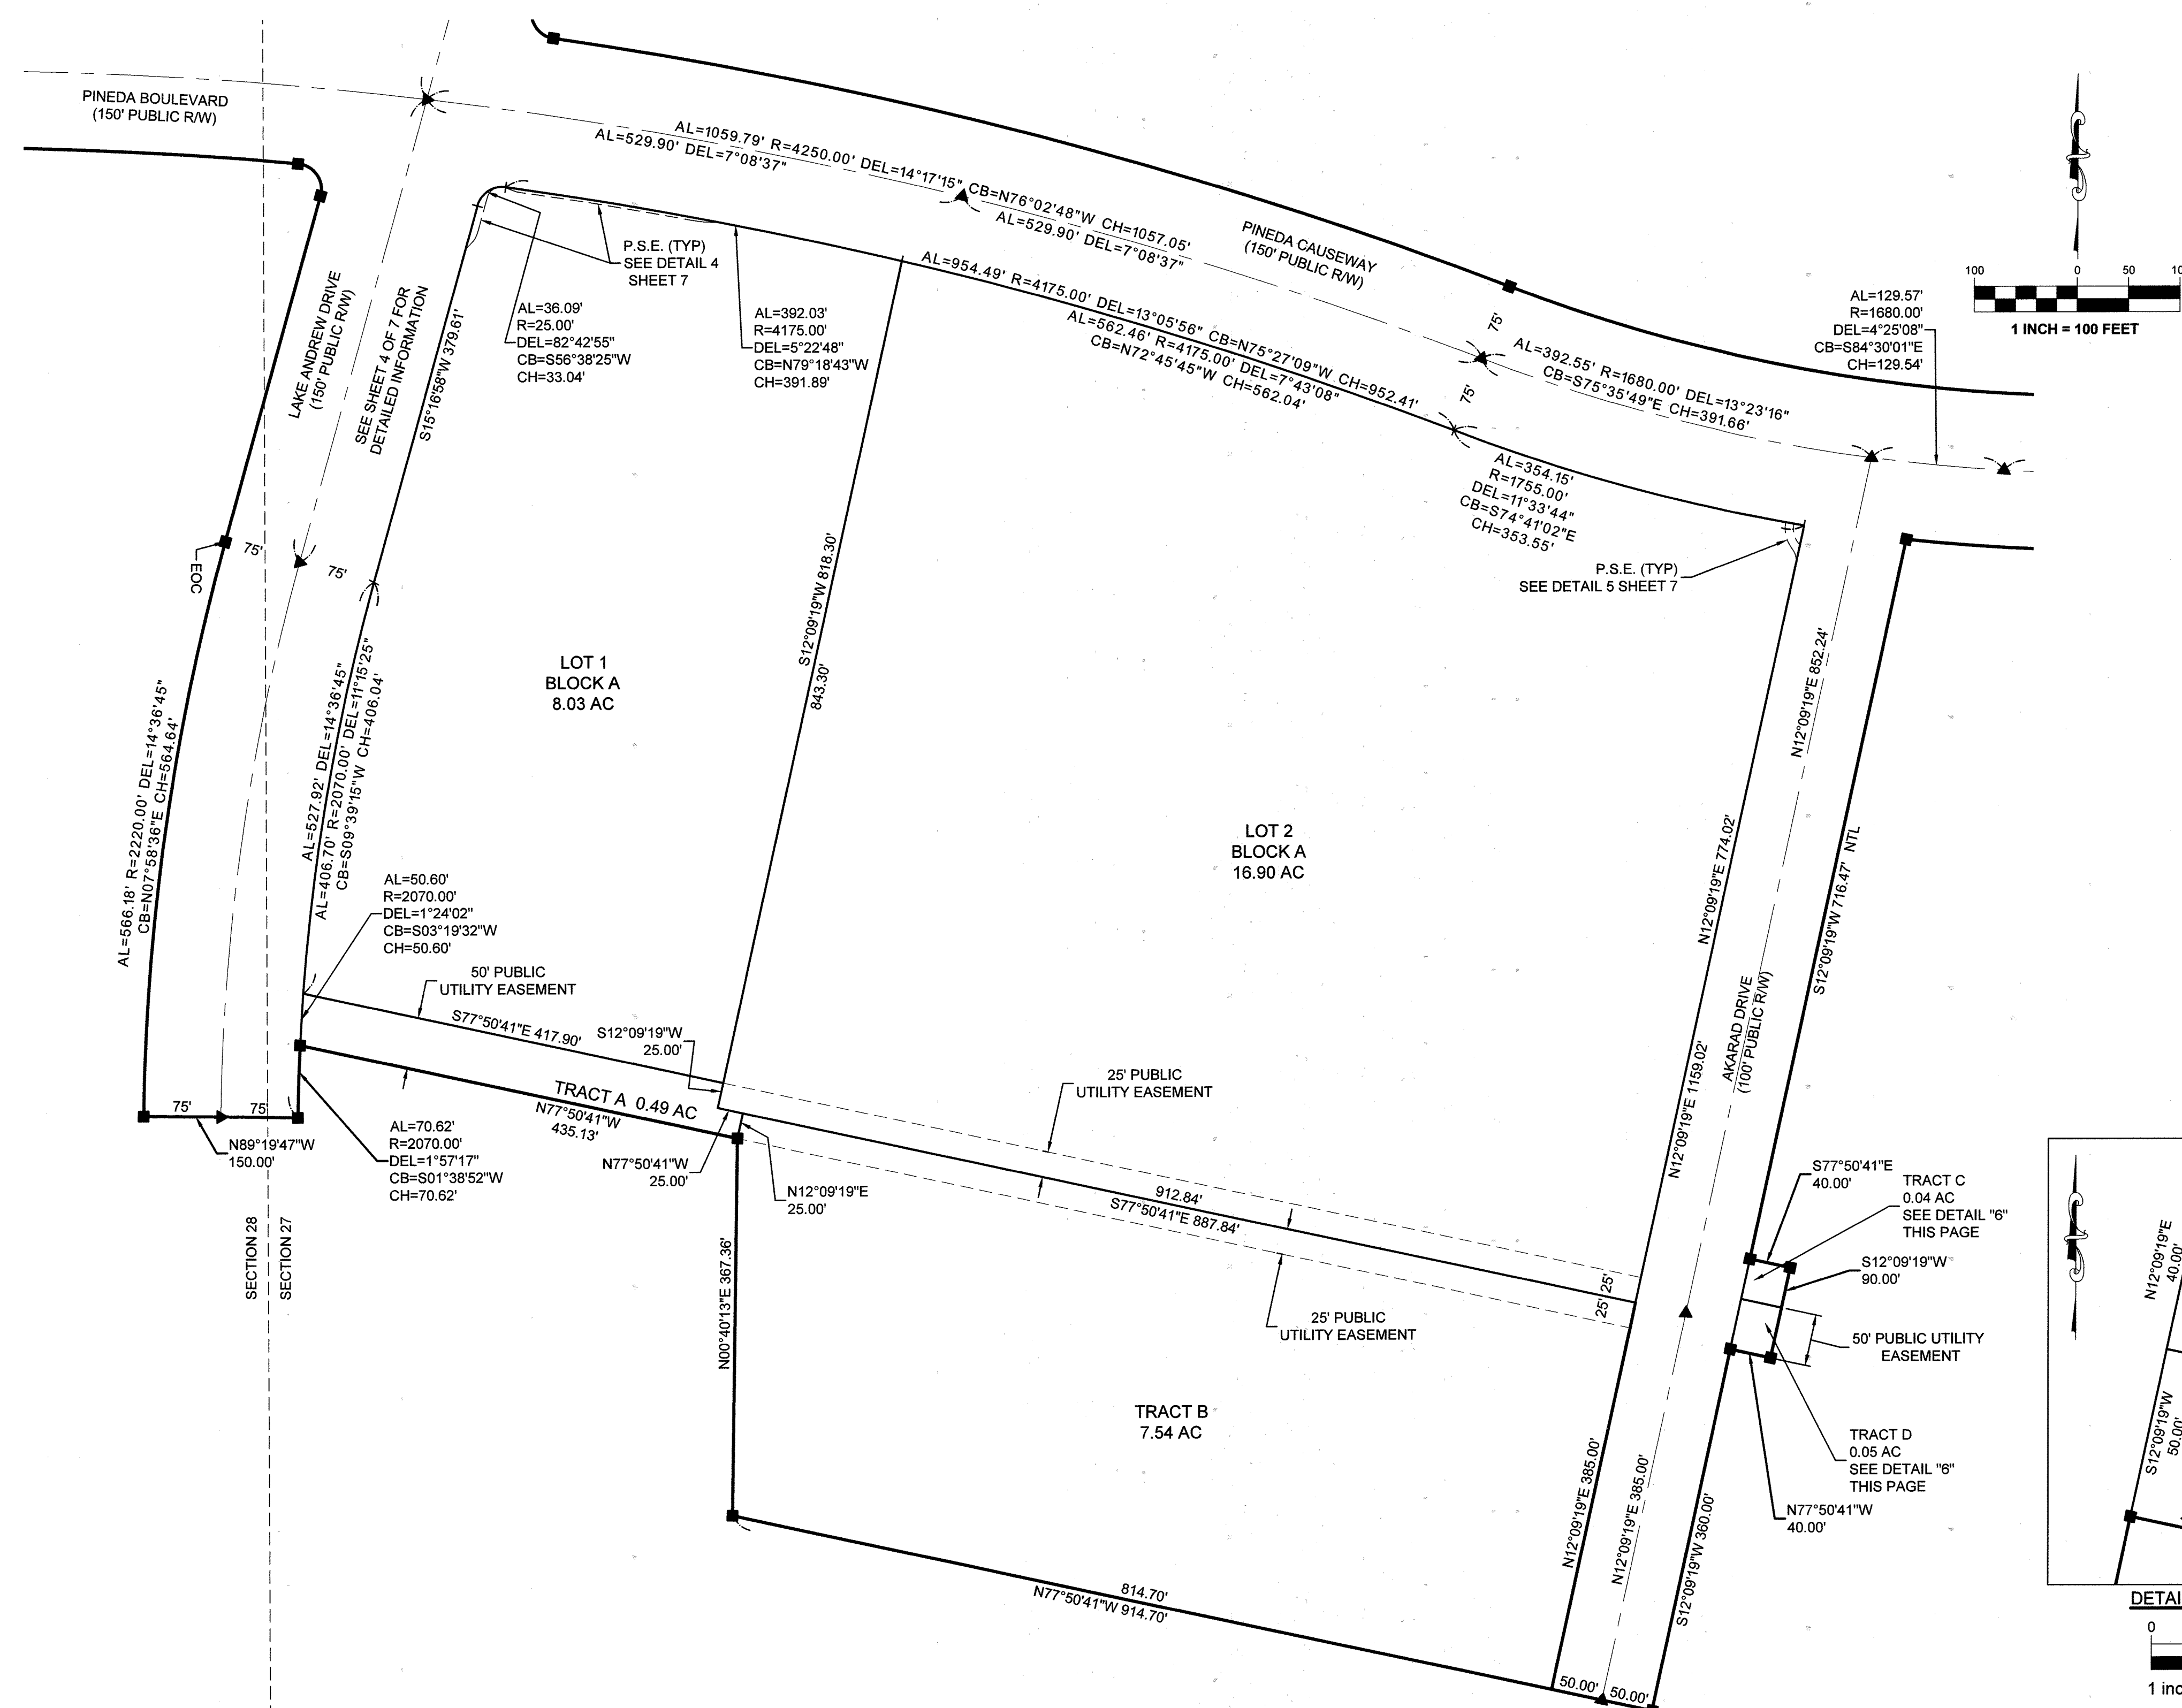 PINEDA BOULEVARD
(150' PUBLIC R/W)
AL=1059.79' R=4250.00' DEL=14°17'15" CB=N76°02'48"W CH=1057.05'
AL=529.90' DEL=7°08'37"
AL=529.90' DEL=7°08'37"
PINEDA CAUSEWAY
(150' PUBLIC R/W)
100 0 50
1 INCH = 100 FEET
AL=129.57'
R=1680.00'
DEL=4°25'08"
CB=S84°30'01"E
CH=129.54'
75'
75'
AL=392.55' R=1680.00' DEL=13°23'16"
CB=S75°35'49"E CH=391.66'
LAKE ANDREW DRIVE
(150' PUBLIC R/W)
SEE SHEET 4 OF 7 FOR
DETAILED INFORMATION
S15°16'58"W 379.61'
P.S.E. (TYP)
SEE DETAIL 4
SHEET 7
AL=36.09'
R=25.00'
DEL=82°42'55"
CB=S56°38'25"W
CH=33.04'
AL=392.03'
R=4175.00'
DEL=5°22'48"
CB=N79°18'43"W
CH=391.89'
AL=954.49' R=4175.00' DEL=13°05'56" CB=N75°27'09"W CH=952.41'
AL=562.46' R=4175.00' DEL=7°43'08"
CB=N72°45'45"W CH=562.04'
AL=354.15'
R=1755.00'
DEL=11°33'44"
CB=S74°41'02"E
CH=353.55'
P.S.E. (TYP)
SEE DETAIL 5 SHEET 7
EOC
75'
75'
LOT 1
BLOCK A
8.03 AC
S12°09'19"W 818.30'
843.30'
LOT 2
BLOCK A
16.90 AC
N12°09'19"E 852.24'
N12°09'19"E 774.02'
S12°09'19"W 716.47' NTL
AL=566.18' R=2220.00' DEL=14°36'45"
CB=N07°58'36"E CH=564.64'
AL=527.92' DEL=14°36'45"
AL=406.70' R=2070.00' DEL=11°15'25"
CB=S09°39'15"W CH=406.04'
AL=50.60'
R=2070.00'
DEL=1°24'02"
CB=S03°19'32"W
CH=50.60'
50' PUBLIC
UTILITY EASEMENT
S77°50'41"E 417.90'
S12°09'19"W
25.00'
25' PUBLIC
UTILITY EASEMENT
N12°09'19"E 1159.02'
AKARAD DRIVE
(100' PUBLIC R/W)
TRACT A 0.49 AC
N77°50'41"W
435.13'
75' 75'
N89°19'47"W
150.00'
AL=70.62'
R=2070.00'
DEL=1°57'17"
CB=S01°38'52"W
CH=70.62'
N77°50'41"W
25.00'
N12°09'19"E
25.00'
912.84'
S77°50'41"E 887.84'
25' 25'
S77°50'41"E
40.00'
TRACT C
0.04 AC
SEE DETAIL "6"
THIS PAGE
S12°09'19"W
90.00'
SECTION 28
SECTION 27
N00°40'13"E 367.36'
25' PUBLIC
UTILITY EASEMENT
50' PUBLIC UTILITY
EASEMENT
TRACT B
7.54 AC
TRACT D
0.05 AC
SEE DETAIL "6"
THIS PAGE
N77°50'41"W
40.00'
N12°09'19"E 385.00'
N12°09'19"E 385.00'
S12°09'19"W 360.00'
814.70'
N77°50'41"W 914.70'
50.00' 50.00'
N12°09'19"E
40.00'
S12°09'19"W
50.00'
DETAI
0
1 inc